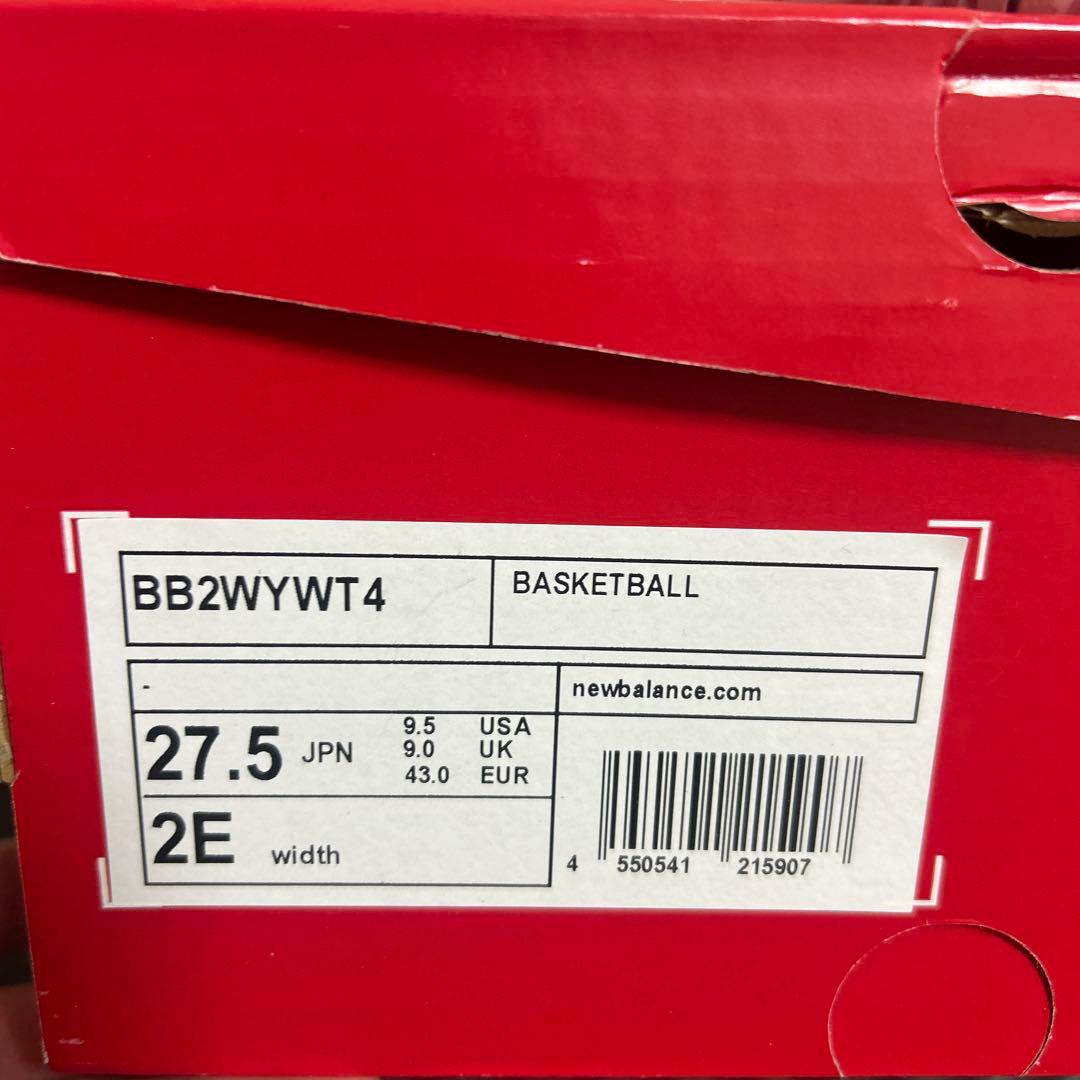 BB2WYWT4
BASKETBALL
-
newbalance.com
27.5 JPN
9.5 USA
9.0 UK
43.0 EUR
2E width
4 550541 215907